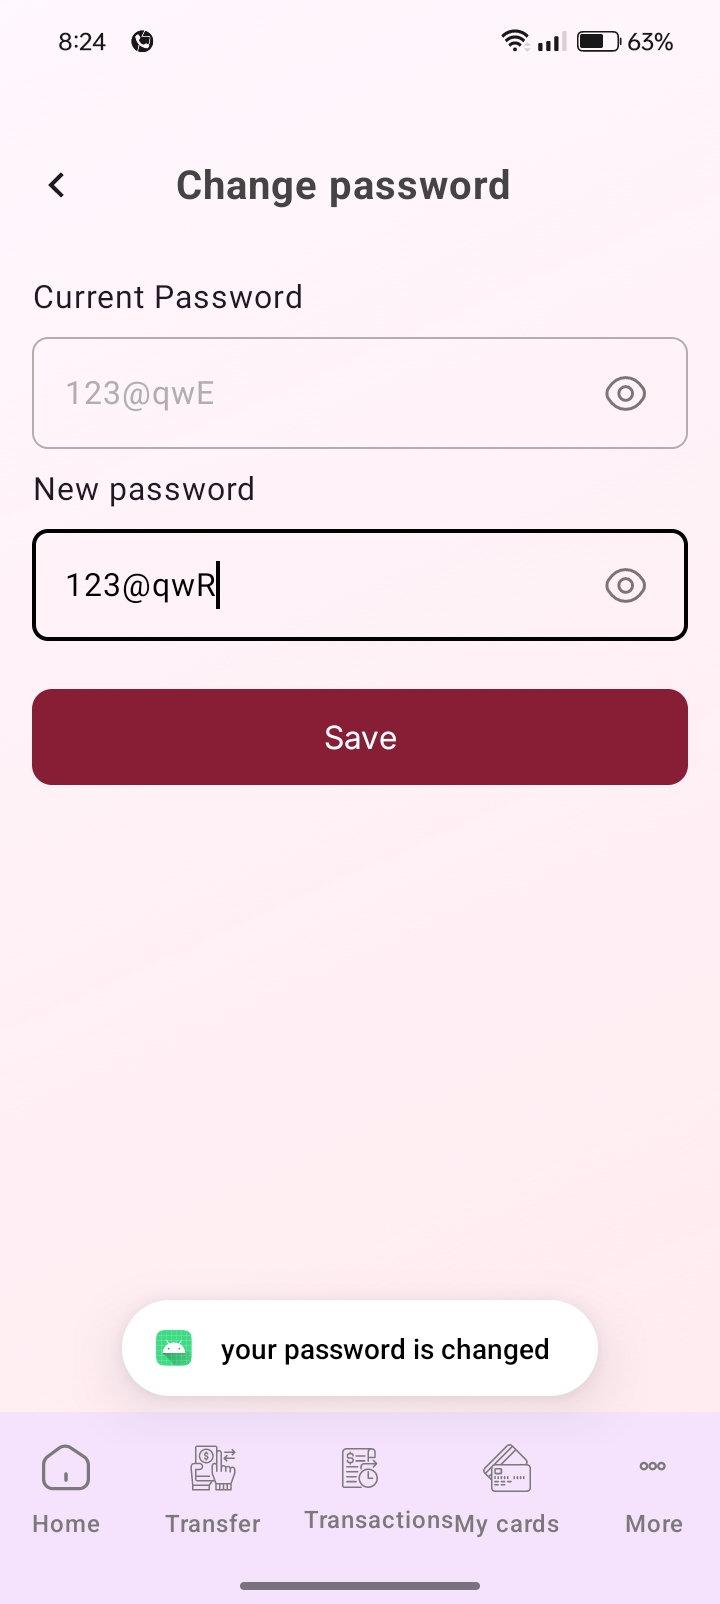 8:24
63%
Change password
Current Password
123@qwE
New password
123@qwR
Save
your password is changed
Home
Transfer
Transactions
My cards
More